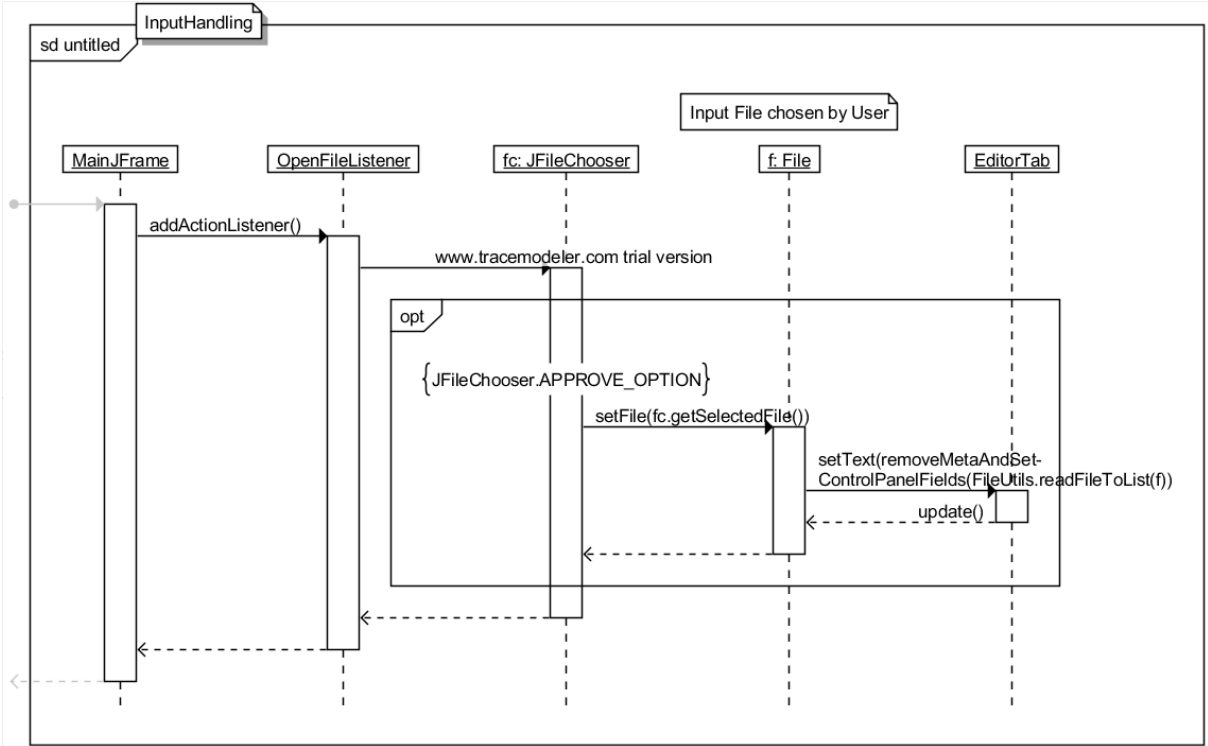 InputHandling
sd untitled
Input File chosen by User
MainJFrame
OpenFileListener
fc: JFileChooser
f: File
EditorTab
addActionListener()
www.tracemodeler.com trial version
opt
{JFileChooser.APPROVE_OPTION}
setFile(fc.getSelectedFile())
setText(removeMetaAndSet-
ControlPanelFields(FileUtils.readFileToList(f))
update()